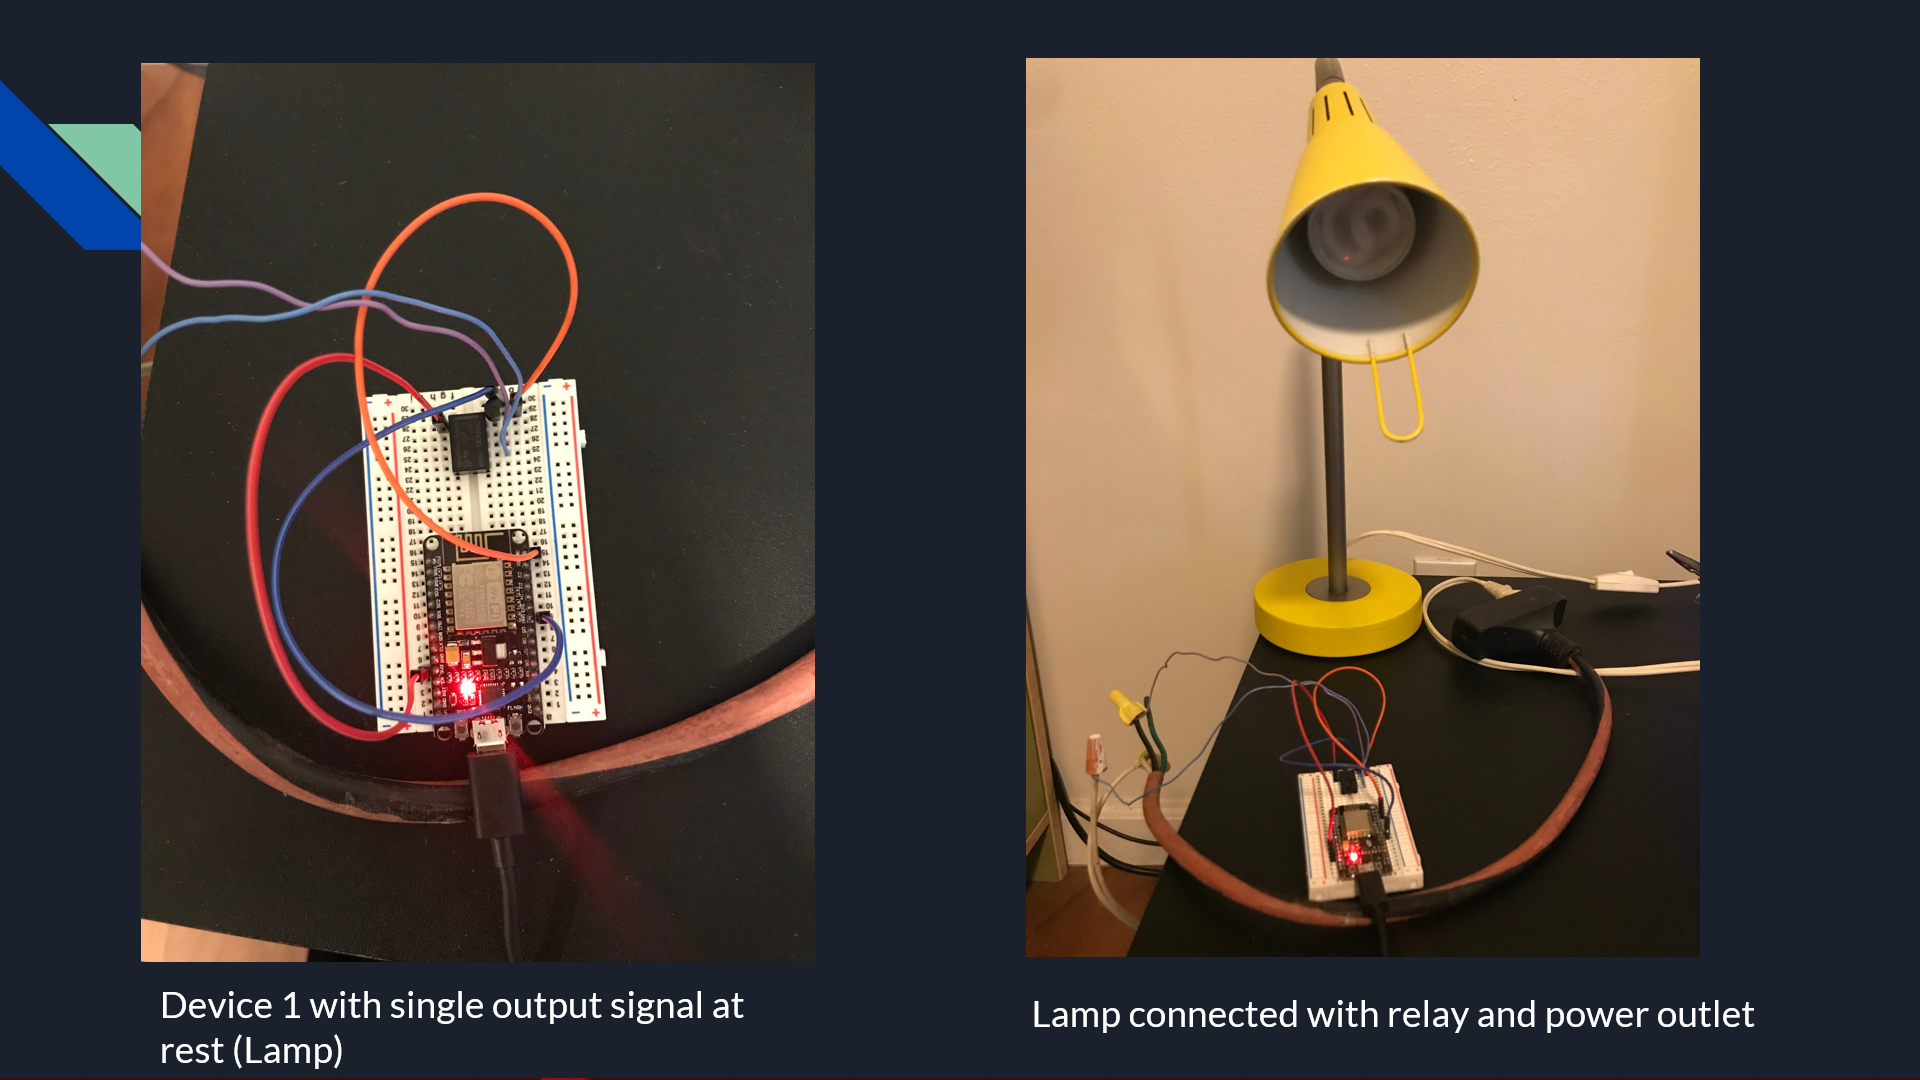 Device 1 with single output signal at
rest (Lamp)
Lamp connected with relay and power outlet